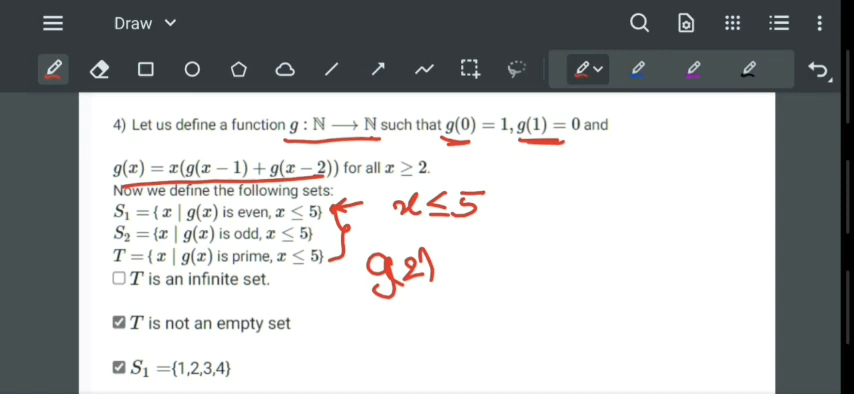 Draw
4) Let us define a function g : ℕ ⟶ ℕ such that g(0) = 1, g(1) = 0 and
g(x) = x(g(x − 1) + g(x − 2)) for all x ≥ 2.
Now we define the following sets:
S₁ = { x | g(x) is even, x ≤ 5}
x ≤ 5
S₂ = {x | g(x) is odd, x ≤ 5}
T = { x | g(x) is prime, x ≤ 5}
g(2)
T is an infinite set.
T is not an empty set
S₁ ={1,2,3,4}